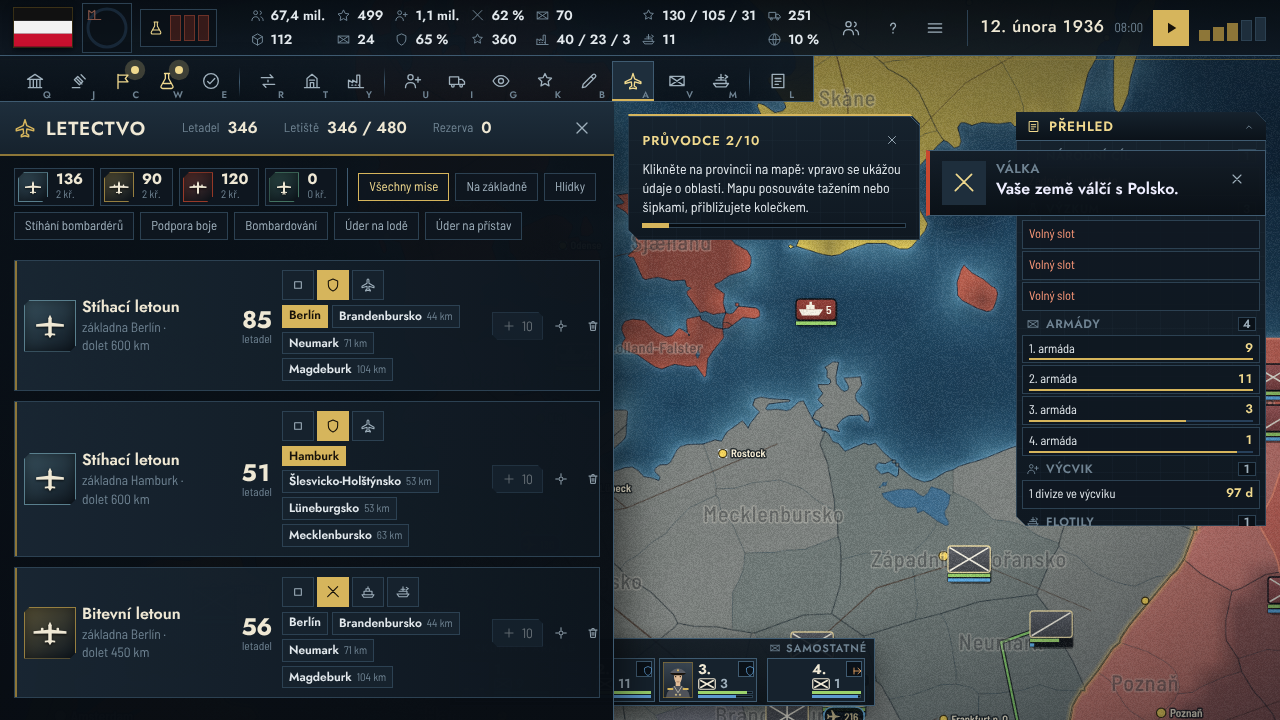 67,4 mil. 499 1,1 mil. 62 % 70 130 / 105 / 31 251
112 24 65 % 360 40 / 23 / 3 11 10 %
?
12. února 1936 08:00
Q J C W E R T Y U I G K B A V M L
LETECTVO Letadel 346 Letiště 346 / 480 Rezerva 0
136 2 kř. 90 2 kř. 120 3 kř. 0 0 kř.
Všechny mise Na základně Hlídky
Stíhání bombardérů Podpora boje Bombardování Úder na lodě Úder na přístav
Stíhací letoun
základna Berlín ·
dolet 600 km
85
letadel
Berlín Brandenbursko 44 km
Neumark 71 km
Magdeburk 104 km
+ 10
Stíhací letoun
základna Hamburk ·
dolet 600 km
51
letadel
Hamburk
Šlesvicko-Holštýnsko 53 km
Lüneburgsko 53 km
Mecklenbursko 63 km
+ 10
Bitevní letoun
základna Berlín ·
dolet 450 km
56
letadel
Berlín Brandenbursko 44 km
Neumark 71 km
Magdeburk 104 km
+ 10
PRŮVODCE 2/10
Klikněte na provincii na mapě: vpravo se ukážou
údaje o oblasti. Mapu posouváte tažením nebo
šipkami, přibližujete kolečkem.
PŘEHLED
VÁLKA
Vaše země válčí s Polskem.
Volný slot
Volný slot
Volný slot
ARMÁDY 4
1. armáda 9
2. armáda 11
3. armáda 3
4. armáda 1
VÝCVIK 1
1 divize ve výcviku 97 d
FLOTILY 1
Skåne
Sjælland
5
Rostock
Mecklenbursko
Poznaň
Poznaň
SAMOSTATNÉ
11
3.
3
4.
1
216